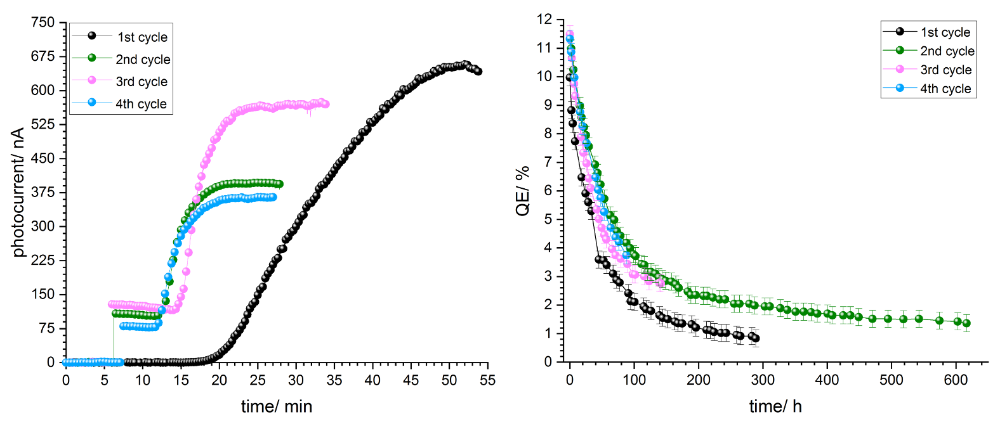 750
675
600
525
450
375
300
225
150
75
0
photocurrent/ nA
1st cycle
2nd cycle
3rd cycle
4th cycle
0 5 10 15 20 25 30 35 40 45 50 55
time/ min
12
11
10
9
8
7
6
5
4
3
2
1
0
QE/ %
1st cycle
2nd cycle
3rd cycle
4th cycle
0 100 200 300 400 500 600
time/ h